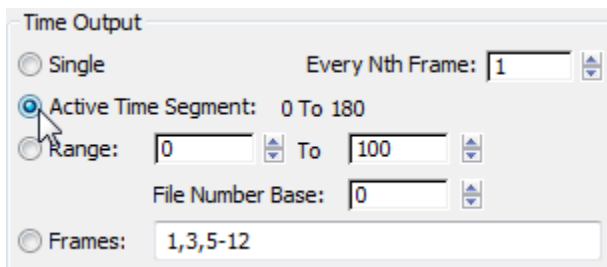 Time Output
Single Every Nth Frame: 1
Active Time Segment: 0 To 180
Range: 0 To 100
File Number Base: 0
Frames: 1,3,5-12